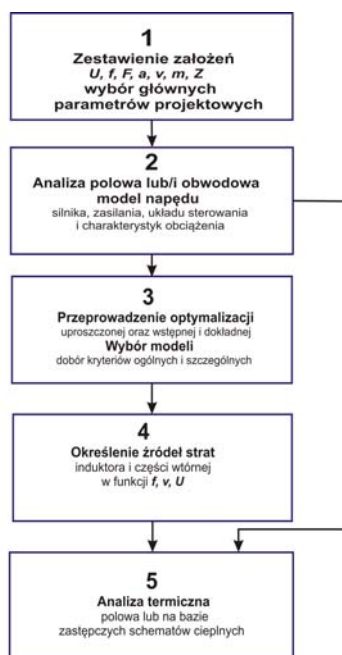 1
Zestawienie założeń
U, f, F, a, v, m, Z
wybór głównych
parametrów projektowych
2
Analiza polowa lub/i obwodowa
model napędu
silnika, zasilania, układu sterowania
i charakterystyk obciążenia
3
Przeprowadzenie optymalizacji
uproszczonej oraz wstępnej i dokładnej
Wybór modeli
dobór kryteriów ogólnych i szczególnych
4
Określenie źródeł strat
induktora i części wtórnej
w funkcji f, v, U
5
Analiza termiczna
polowa lub na bazie
zastępczych schematów cieplnych